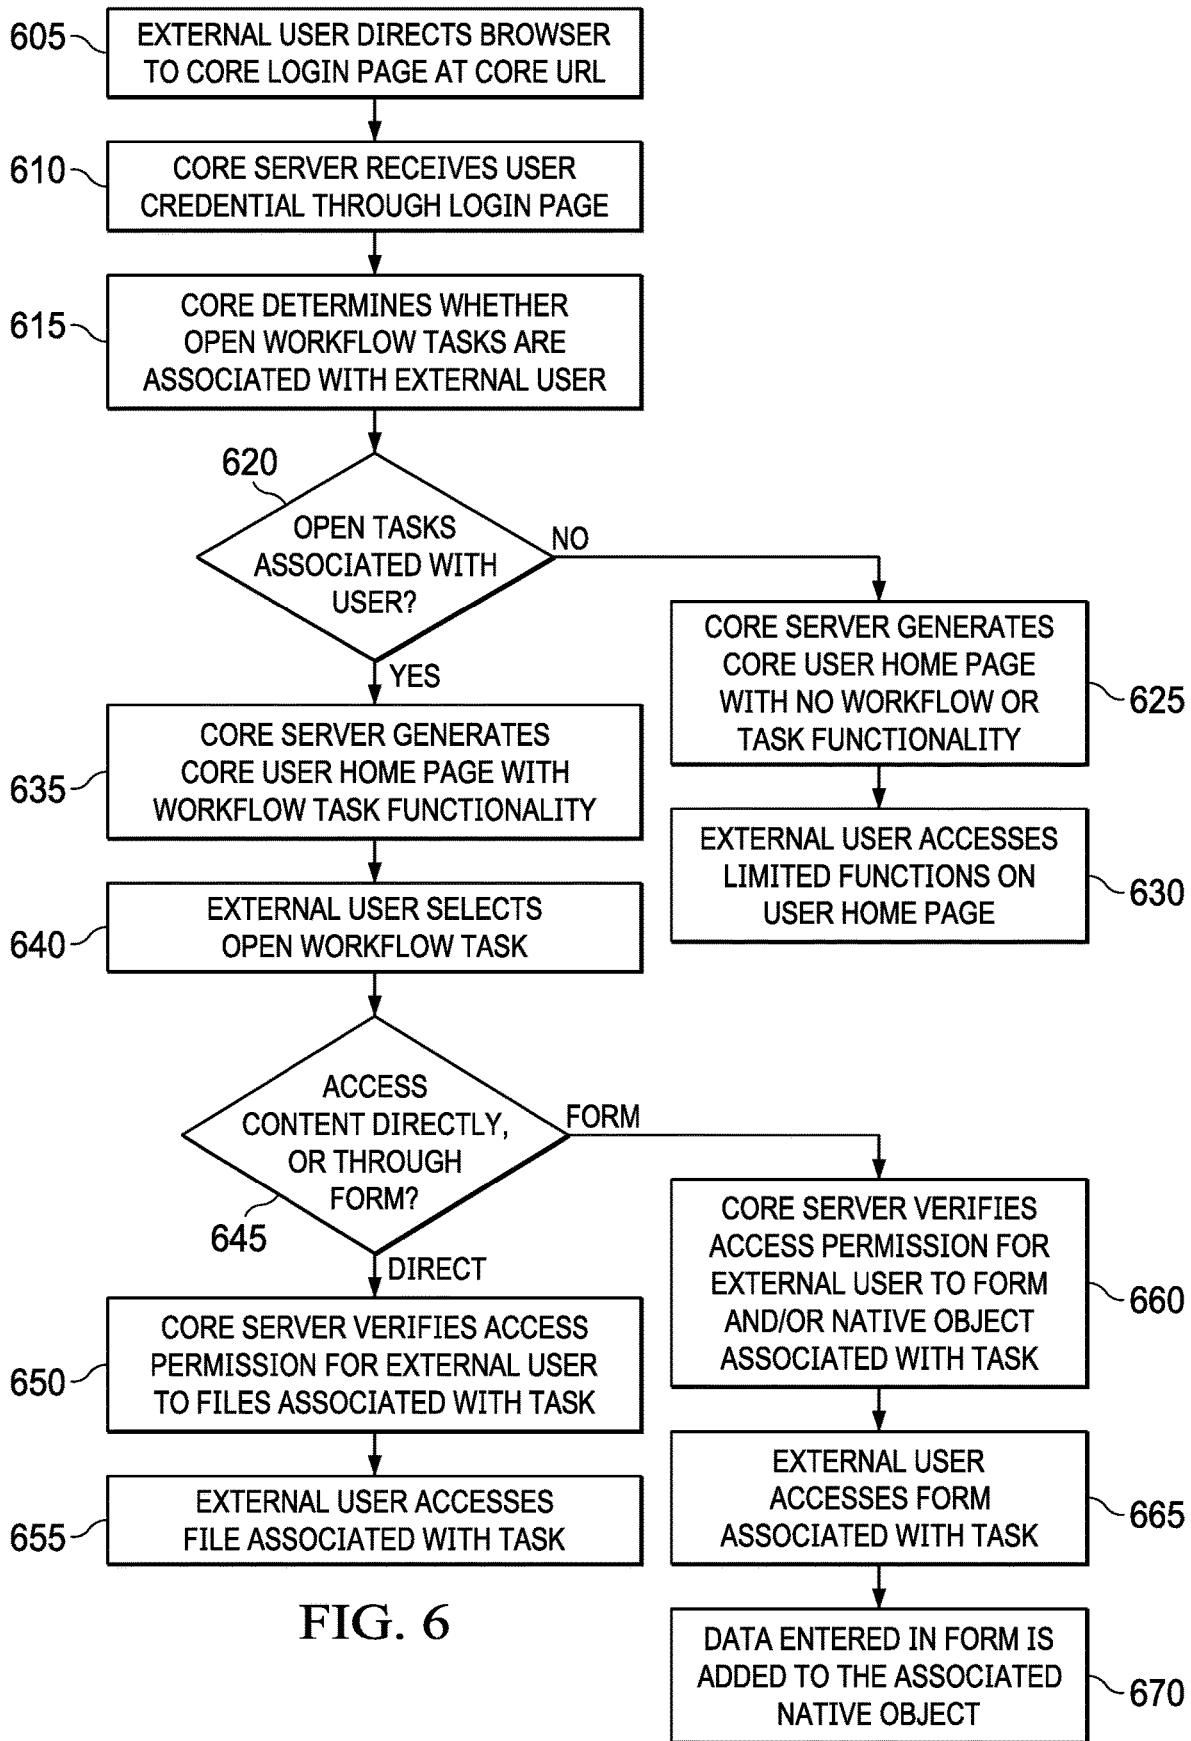 605
EXTERNAL USER DIRECTS BROWSER
TO CORE LOGIN PAGE AT CORE URL
610
CORE SERVER RECEIVES USER
CREDENTIAL THROUGH LOGIN PAGE
615
CORE DETERMINES WHETHER
OPEN WORKFLOW TASKS ARE
ASSOCIATED WITH EXTERNAL USER
620
OPEN TASKS
ASSOCIATED WITH
USER?
NO
YES
CORE SERVER GENERATES
CORE USER HOME PAGE
WITH NO WORKFLOW OR
TASK FUNCTIONALITY
625
EXTERNAL USER ACCESSES
LIMITED FUNCTIONS ON
USER HOME PAGE
630
635
CORE SERVER GENERATES
CORE USER HOME PAGE WITH
WORKFLOW TASK FUNCTIONALITY
640
EXTERNAL USER SELECTS
OPEN WORKFLOW TASK
ACCESS
CONTENT DIRECTLY,
OR THROUGH
FORM?
645
FORM
DIRECT
650
CORE SERVER VERIFIES ACCESS
PERMISSION FOR EXTERNAL USER
TO FILES ASSOCIATED WITH TASK
655
EXTERNAL USER ACCESSES
FILE ASSOCIATED WITH TASK
CORE SERVER VERIFIES
ACCESS PERMISSION FOR
EXTERNAL USER TO FORM
AND/OR NATIVE OBJECT
ASSOCIATED WITH TASK
660
EXTERNAL USER
ACCESSES FORM
ASSOCIATED WITH TASK
665
DATA ENTERED IN FORM IS
ADDED TO THE ASSOCIATED
NATIVE OBJECT
670
FIG. 6